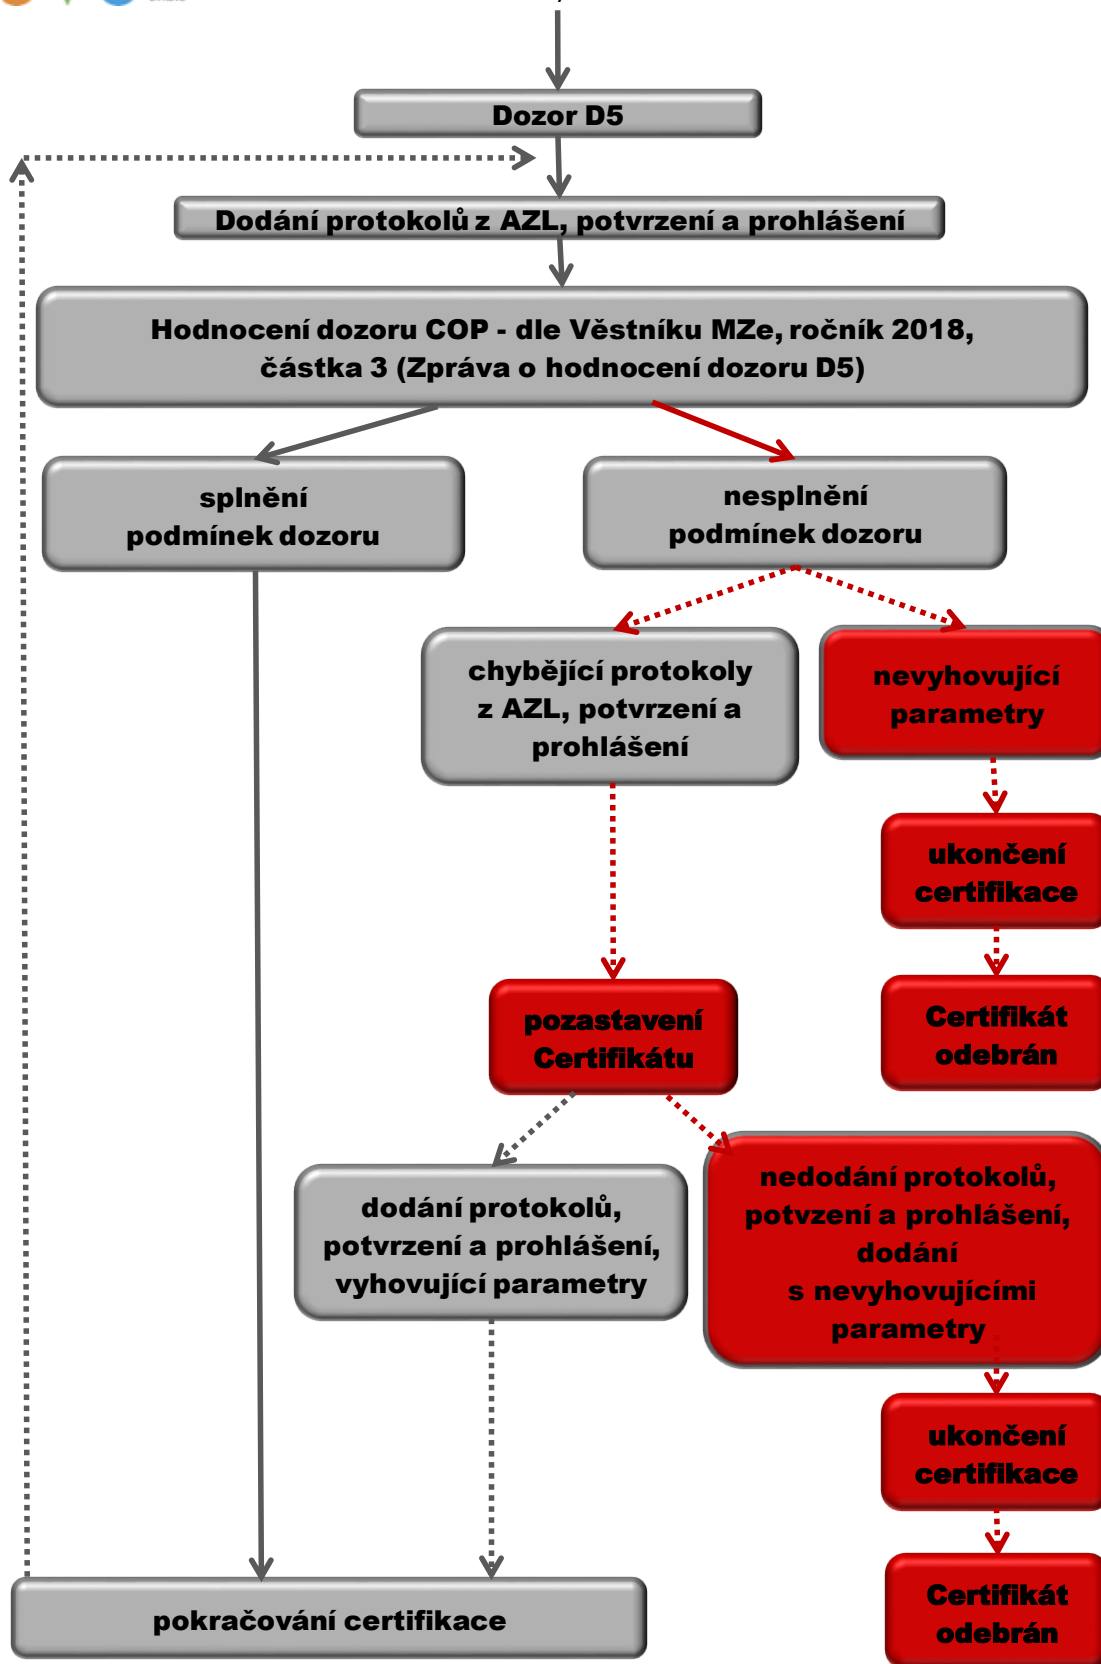 Dozor D5
Dodání protokolů z AZL, potvrzení a prohlášení
Hodnocení dozoru COP - dle Věstníku MZe, ročník 2018,
částka 3 (Zpráva o hodnocení dozoru D5)
splnění
podmínek dozoru
nesplnění
podmínek dozoru
chybějící protokoly
z AZL, potvrzení a
prohlášení
nevyhovující
parametry
ukončení
certifikace
Certifikát
odebrán
pozastavení
Certifikátu
dodání protokolů,
potvrzení a prohlášení,
vyhovující parametry
nedodání protokolů,
potvzení a prohlášení,
dodání
s nevyhovujícími
parametry
ukončení
certifikace
Certifikát
odebrán
pokračování certifikace